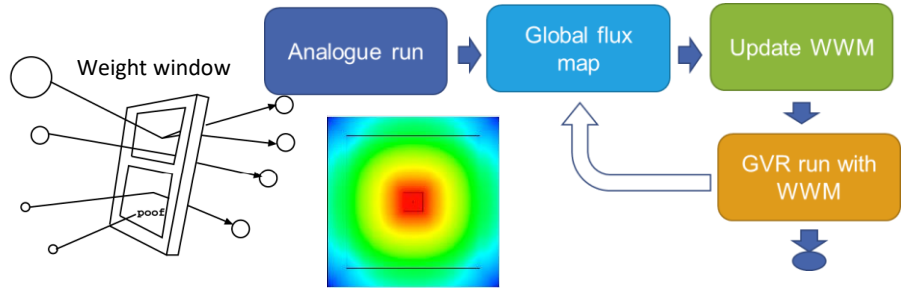 Weight window
poof
Analogue run
Global flux
map
Update WWM
GVR run with
WWM